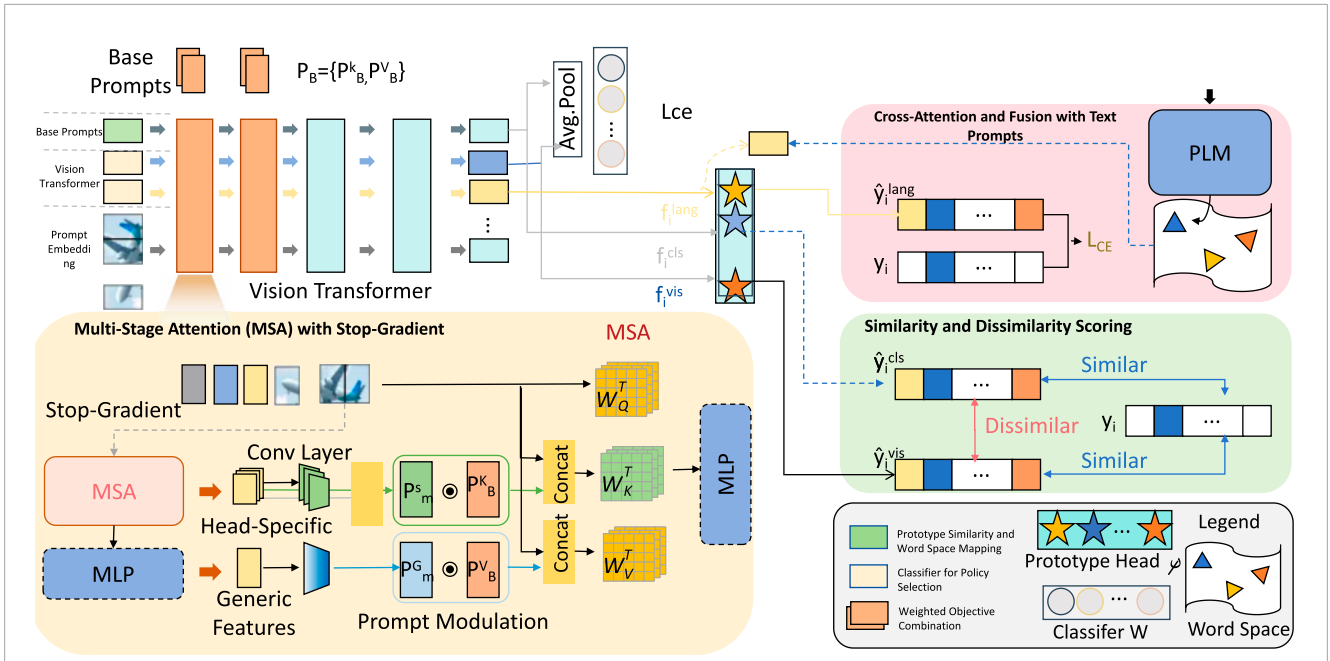 Base
Prompts
P_B={P^k_B, P^V_B}
Base Prompts
Vision
Transformer
Prompt
Embeddi
ng
⋮
Vision Transformer
Avg.Pool
Lce
f_i^lang
f_i^cls
f_i^vis
Cross-Attention and Fusion with Text
Prompts
PLM
ŷ_i^lang
...
L_CE
y_i
...
Multi-Stage Attention (MSA) with Stop-Gradient
MSA
Stop-Gradient
W_Q^T
MSA
Conv Layer
Head-Specific
P^s_m ⊙ P^K_B
Concat
W_K^T
MLP
MLP
Generic
Features
P^G_m ⊙ P^V_B
Concat
W_V^T
Prompt Modulation
Similarity and Dissimilarity Scoring
ŷ_i^cls
...
Similar
Dissimilar
y_i
...
ŷ_i^vis
...
Similar
Legend
Prototype Similarity and
Word Space Mapping
Classifier for Policy
Selection
Weighted Objective
Combination
...
Prototype Head φ
...
Classifer W
Word Space